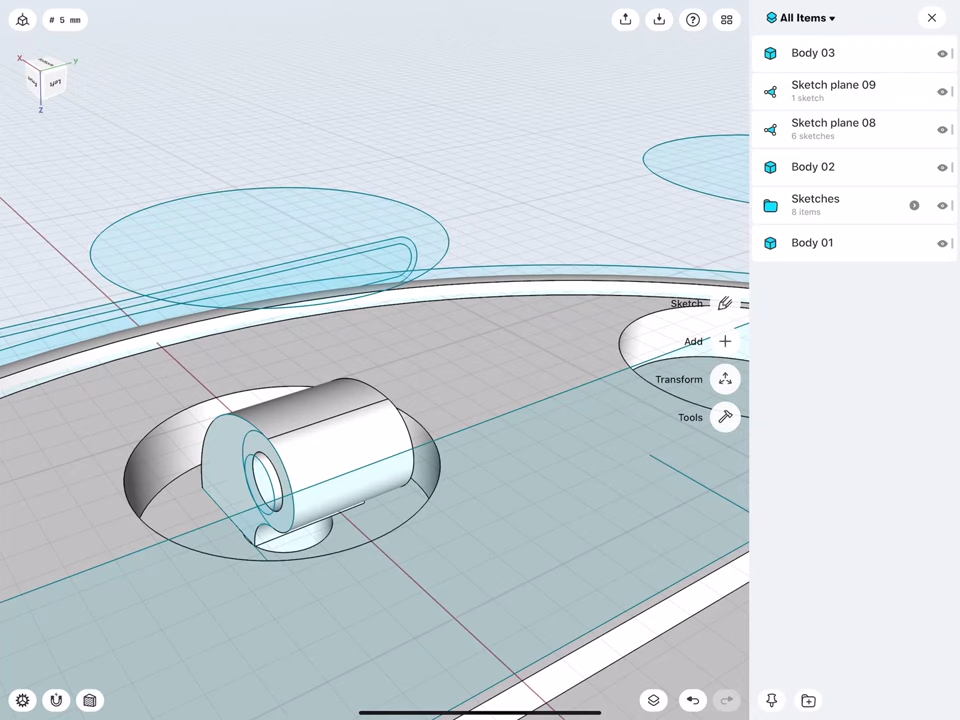 # 5 mm
All Items
X
y
Left
Z
Body 03
Sketch plane 09
1 sketch
Sketch plane 08
6 sketches
Body 02
Sketches
8 items
Body 01
Sketch
Add
Transform
Tools